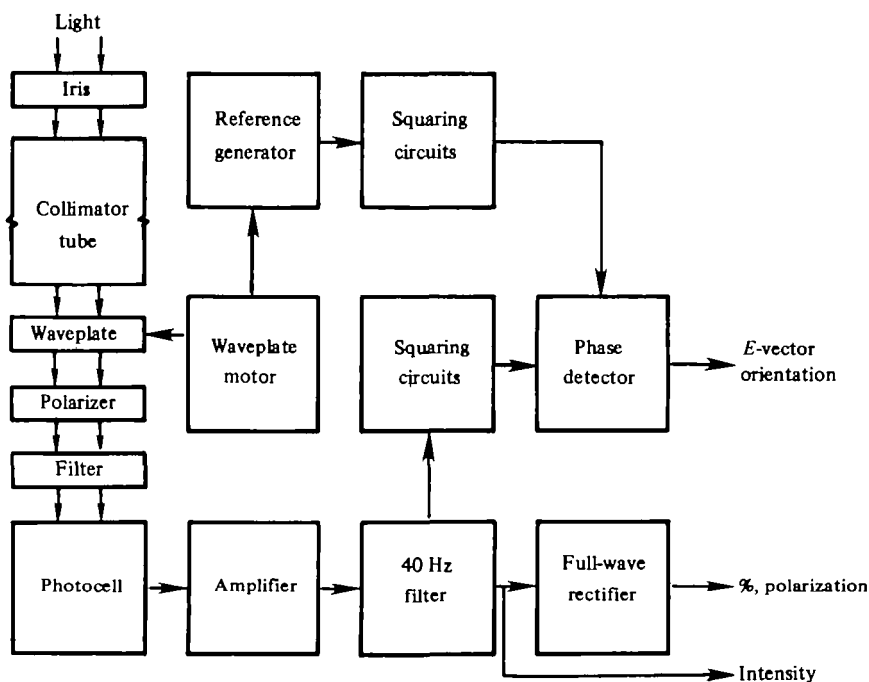 Light
Iris
Collimator
tube
Waveplate
Polarizer
Filter
Photocell
Reference
generator
Squaring
circuits
Waveplate
motor
Squaring
circuits
Phase
detector
E-vector
orientation
Amplifier
40 Hz
filter
Full-wave
rectifier
%, polarization
Intensity